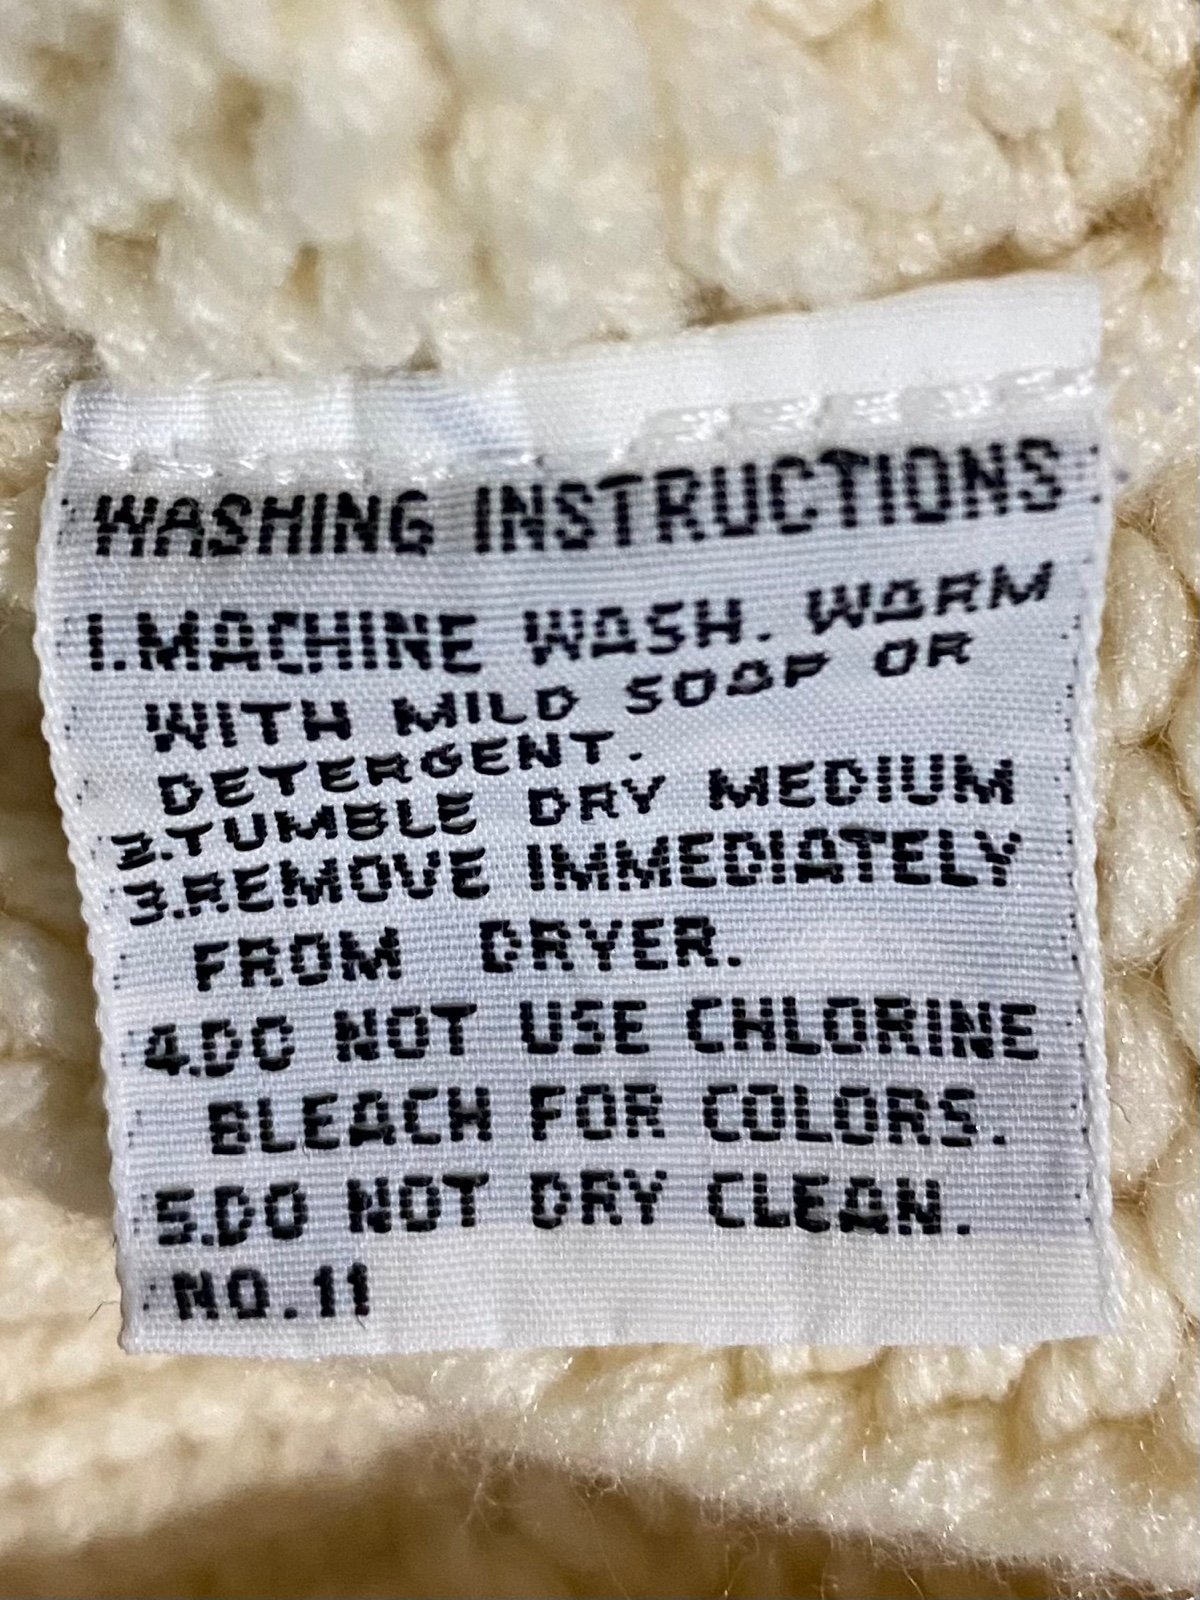 WASHING INSTRUCTIONS
1.MACHINE WASH. WARM
WITH MILD SOAP OR
DETERGENT.
2.TUMBLE DRY MEDIUM
3.REMOVE IMMEDIATELY
FROM DRYER.
4.DO NOT USE CHLORINE
BLEACH FOR COLORS.
5.DO NOT DRY CLEAN.
NO.11